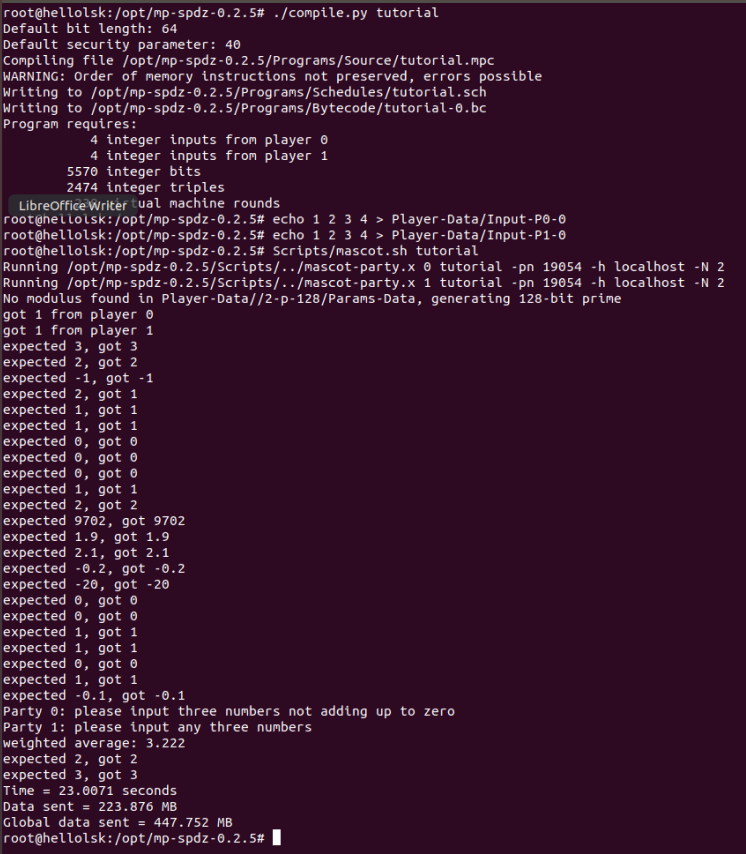 root@hellolsk:/opt/mp-spdz-0.2.5# ./compile.py tutorial
Default bit length: 64
Default security parameter: 40
Compiling file /opt/mp-spdz-0.2.5/Programs/Source/tutorial.mpc
WARNING: Order of memory instructions not preserved, errors possible
Writing to /opt/mp-spdz-0.2.5/Programs/Schedules/tutorial.sch
Writing to /opt/mp-spdz-0.2.5/Programs/Bytecode/tutorial-0.bc
Program requires:
4 integer inputs from player 0
4 integer inputs from player 1
5570 integer bits
2474 integer triples
LibreOffice Writer tual machine rounds
root@hellolsk:/opt/mp-spdz-0.2.5# echo 1 2 3 4 > Player-Data/Input-P0-0
root@hellolsk:/opt/mp-spdz-0.2.5# echo 1 2 3 4 > Player-Data/Input-P1-0
root@hellolsk:/opt/mp-spdz-0.2.5# Scripts/mascot.sh tutorial
Running /opt/mp-spdz-0.2.5/Scripts/../mascot-party.x 0 tutorial -pn 19054 -h localhost -N 2
Running /opt/mp-spdz-0.2.5/Scripts/../mascot-party.x 1 tutorial -pn 19054 -h localhost -N 2
No modulus found in Player-Data//2-p-128/Params-Data, generating 128-bit prime
got 1 from player 0
got 1 from player 1
expected 3, got 3
expected 2, got 2
expected -1, got -1
expected 2, got 1
expected 1, got 1
expected 1, got 1
expected 0, got 0
expected 0, got 0
expected 0, got 0
expected 1, got 1
expected 2, got 2
expected 9702, got 9702
expected 1.9, got 1.9
expected 2.1, got 2.1
expected -0.2, got -0.2
expected -20, got -20
expected 0, got 0
expected 0, got 0
expected 1, got 1
expected 1, got 1
expected 0, got 0
expected 1, got 1
expected -0.1, got -0.1
Party 0: please input three numbers not adding up to zero
Party 1: please input any three numbers
weighted average: 3.222
expected 2, got 2
expected 3, got 3
Time = 23.0071 seconds
Data sent = 223.876 MB
Global data sent = 447.752 MB
root@hellolsk:/opt/mp-spdz-0.2.5#